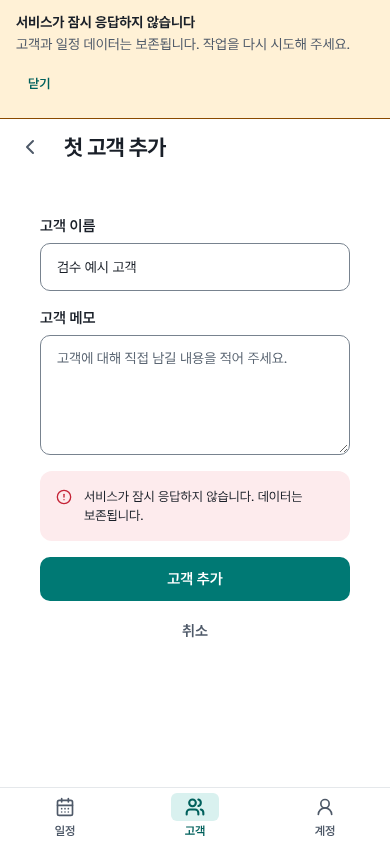 서비스가 잠시 응답하지 않습니다
고객과 일정 데이터는 보존됩니다. 작업을 다시 시도해 주세요.
닫기
첫 고객 추가
고객 이름
검수 예시 고객
고객 메모
고객에 대해 직접 남길 내용을 적어 주세요.
서비스가 잠시 응답하지 않습니다. 데이터는
보존됩니다.
고객 추가
취소
일정
고객
계정